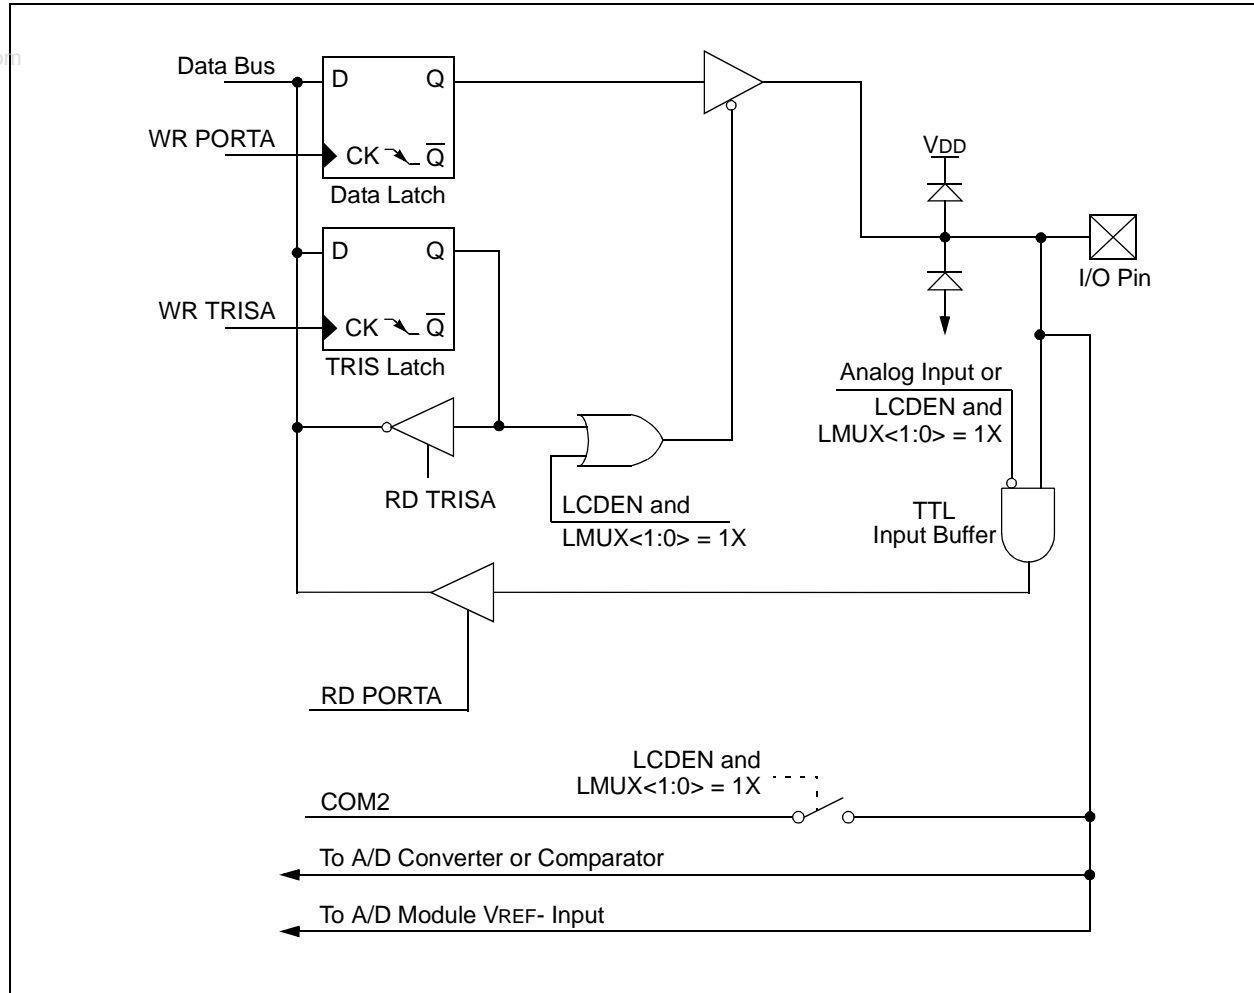 om
Data Bus
D Q
WR PORTA
CK Q
Data Latch
VDD
D Q
I/O Pin
WR TRISA
CK Q
TRIS Latch
Analog Input or
LCDEN and
LMUX<1:0> = 1X
RD TRISA
LCDEN and
LMUX<1:0> = 1X
TTL
Input Buffer
RD PORTA
LCDEN and
LMUX<1:0> = 1X
COM2
To A/D Converter or Comparator
To A/D Module VREF- Input